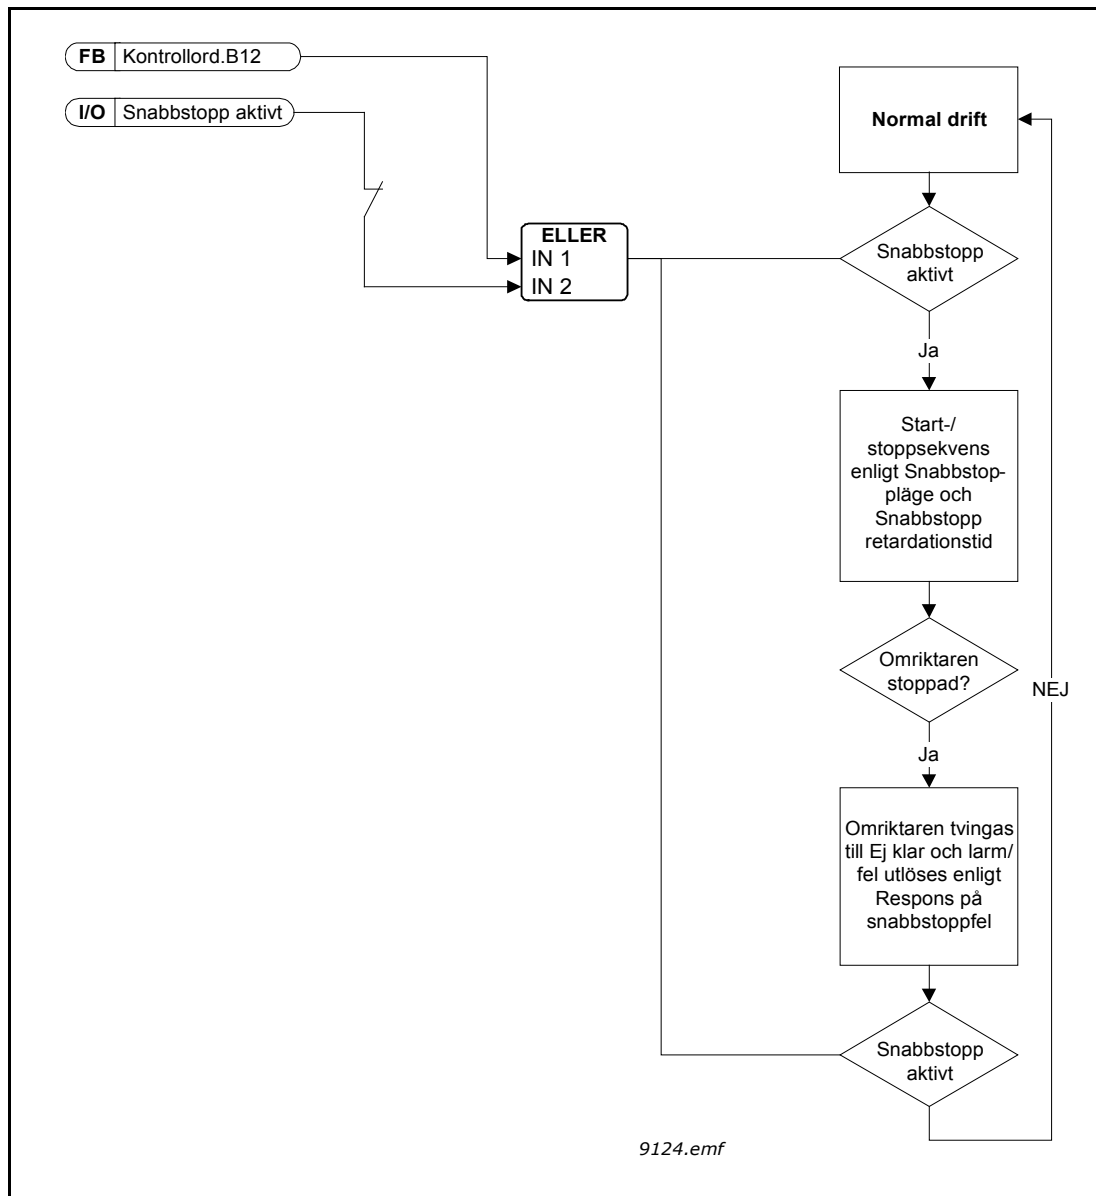 FB Kontrollord.B12
I/O Snabbstopp aktivt
ELLER
IN 1
IN 2
Normal drift
Snabbstopp
aktivt
Ja
Start-/
stoppsekvens
enligt Snabbstop-
pläge och
Snabbstopp
retardationstid
Omriktaren
stoppad?
NEJ
Ja
Omriktaren tvingas
till Ej klar och larm/
fel utlöses enligt
Respons på
snabbstoppfel
Snabbstopp
aktivt
9124.emf